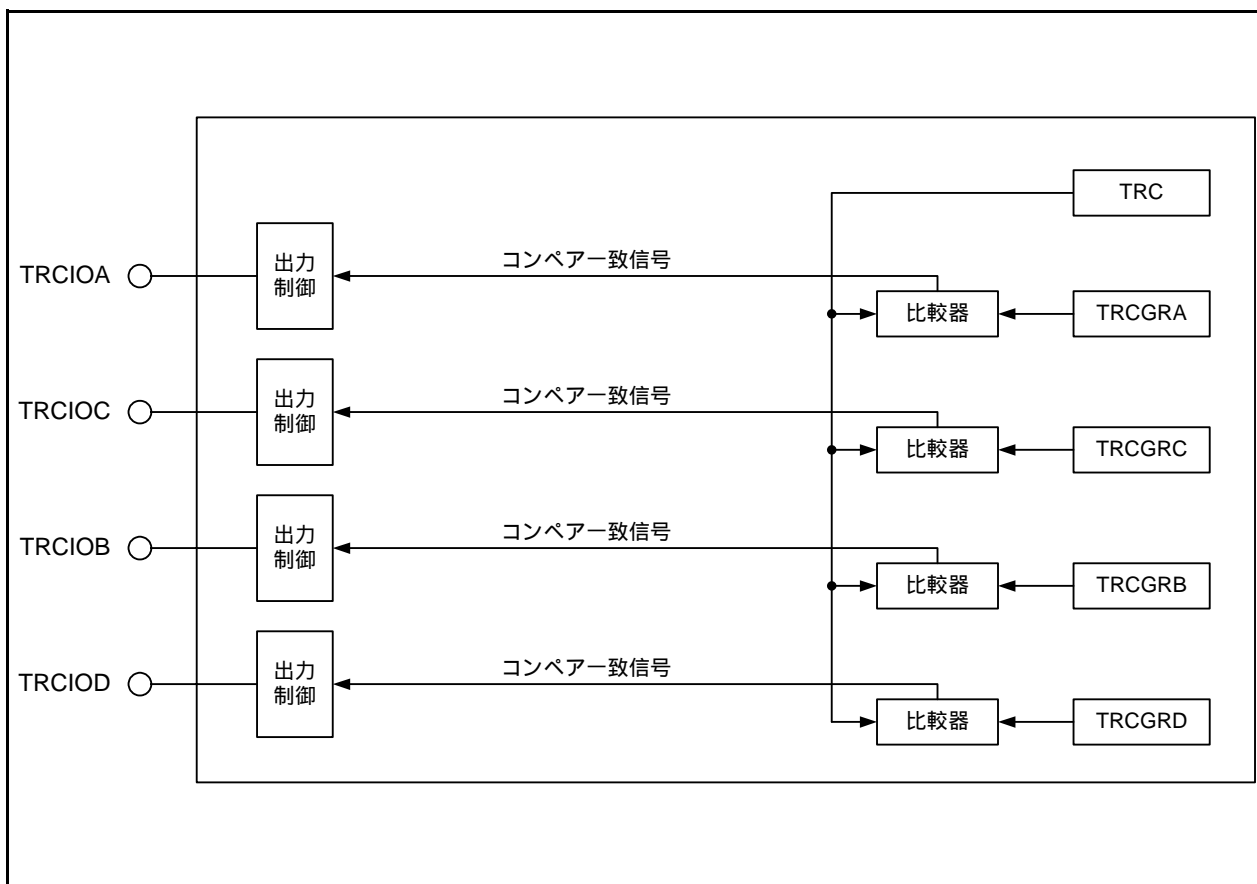 TRC
TRCIOA
出力
制御
コンペア一致信号
比較器
TRCGRA
TRCIOC
出力
制御
コンペア一致信号
比較器
TRCGRC
TRCIOB
出力
制御
コンペア一致信号
比較器
TRCGRB
TRCIOD
出力
制御
コンペア一致信号
比較器
TRCGRD